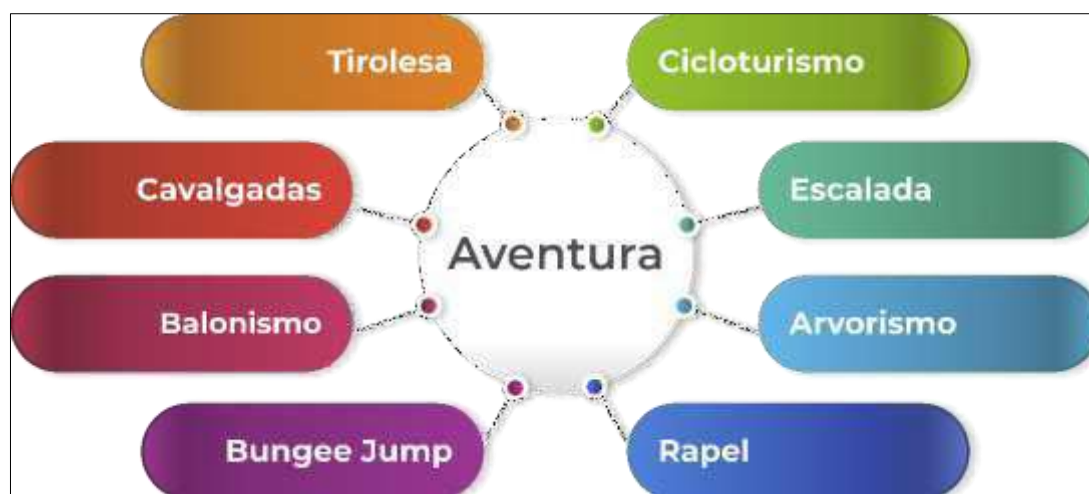 Tirolesa
Cicloturismo
Cavalgadas
Escalada
Aventura
Balonismo
Arvorismo
Bungee Jump
Rapel